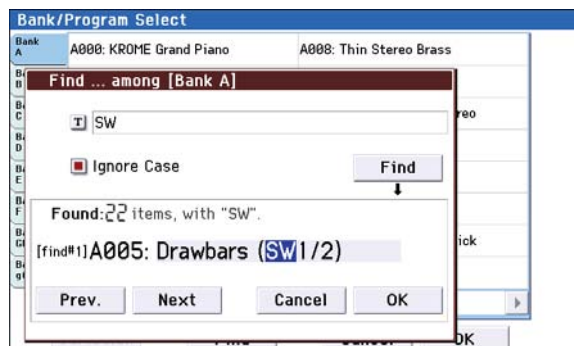 Bank/Program Select
Bank
A
A000: KROME Grand Piano
A008: Thin Stereo Brass
B
Find ... among [Bank A]
C
reo
T
SW
D
Ignore Case
Find
E
F
Found:22 items, with "SW".
ick
[find#1]A005: Drawbars (SW1/2)
Prev.
Next
Cancel
OK
OK